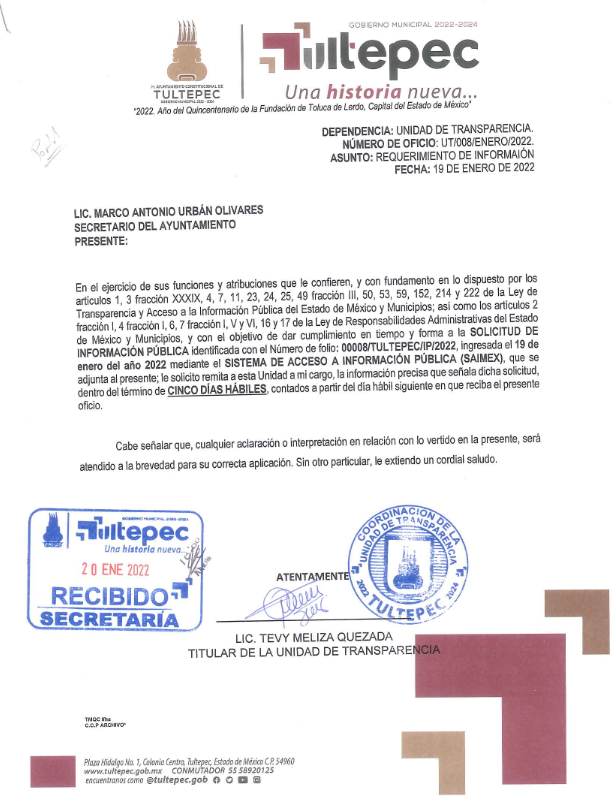 GOBIERNO MUNICIPAL 2022-2024
H. AYUNTAMIENTO CONSTITUCIONAL DE
TULTEPEC
GOBIERNO MUNICIPAL 2022 - 2024
Tultepec
Una historia nueva...
"2022. Año del Quincentenario de la Fundación de Toluca de Lerdo, Capital del Estado de México"
DEPENDENCIA: UNIDAD DE TRANSPARENCIA.
NÚMERO DE OFICIO: UT/008/ENERO/2022.
ASUNTO: REQUERIMIENTO DE INFORMAIÓN
FECHA: 19 DE ENERO DE 2022
LIC. MARCO ANTONIO URBÁN OLIVARES
SECRETARIO DEL AYUNTAMIENTO
PRESENTE:
En el ejercicio de sus funciones y atribuciones que le confieren, y con fundamento en lo dispuesto por los
artículos 1, 3 fracción XXXIX, 4, 7, 11, 23, 24, 25, 49 fracción III, 50, 53, 59, 152, 214 y 222 de la Ley de
Transparencia y Acceso a la Información Pública del Estado de México y Municipios; así como los artículos 2
fracción I, 4 fracción I, 6, 7 fracción I, V y VI, 16 y 17 de la Ley de Responsabilidades Administrativas del Estado
de México y Municipios, y con el objetivo de dar cumplimiento en tiempo y forma a la SOLICITUD DE
INFORMACIÓN PÚBLICA identificada con el Número de folio: 00008/TULTEPEC/IP/2022, ingresada el 19 de
enero del año 2022 mediante el SISTEMA DE ACCESO A INFORMACIÓN PÚBLICA (SAIMEX), que se
adjunta al presente; le solicito remita a esta Unidad a mi cargo, la información precisa que señala dicha solicitud,
dentro del término de CINCO DÍAS HÁBILES, contados a partir del día hábil siguiente en que reciba el presente
oficio.
Cabe señalar que, cualquier aclaración o interpretación en relación con lo vertido en la presente, será
atendido a la brevedad para su correcta aplicación. Sin otro particular, le extiendo un cordial saludo.
GOBIERNO MUNICIPAL 2022-2024
Tultepec
Una historia nueva...
20 ENE 2022
RECIBIDO
SECRETARÍA
COORDINACIÓN DE LA
UNIDAD DE TRANSPARENCIA
2022 TULTEPEC 2024
ATENTAMENTE
LIC. TEVY MELIZA QUEZADA
TITULAR DE LA UNIDAD DE TRANSPARENCIA
C.C.P ARCHIVO*
Plaza Hidalgo No. 1, Colonia Centro, Tultepec, Estado de México C.P. 54960
www.tultepec.gob.mx CONMUTADOR 55 58920125
encuentranos como @tultepec.gob